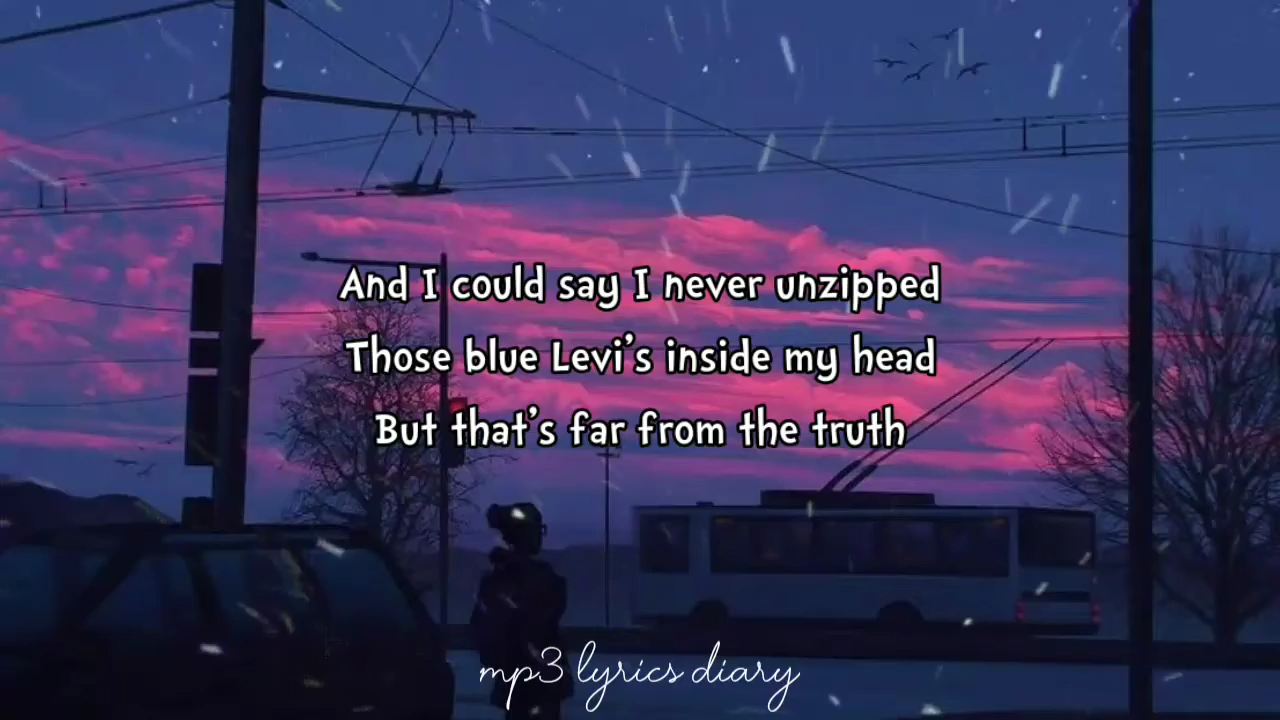 And I could say I never unzipped
Those blue Levi's inside my head
But that's far from the truth
mp3 lyrics diary